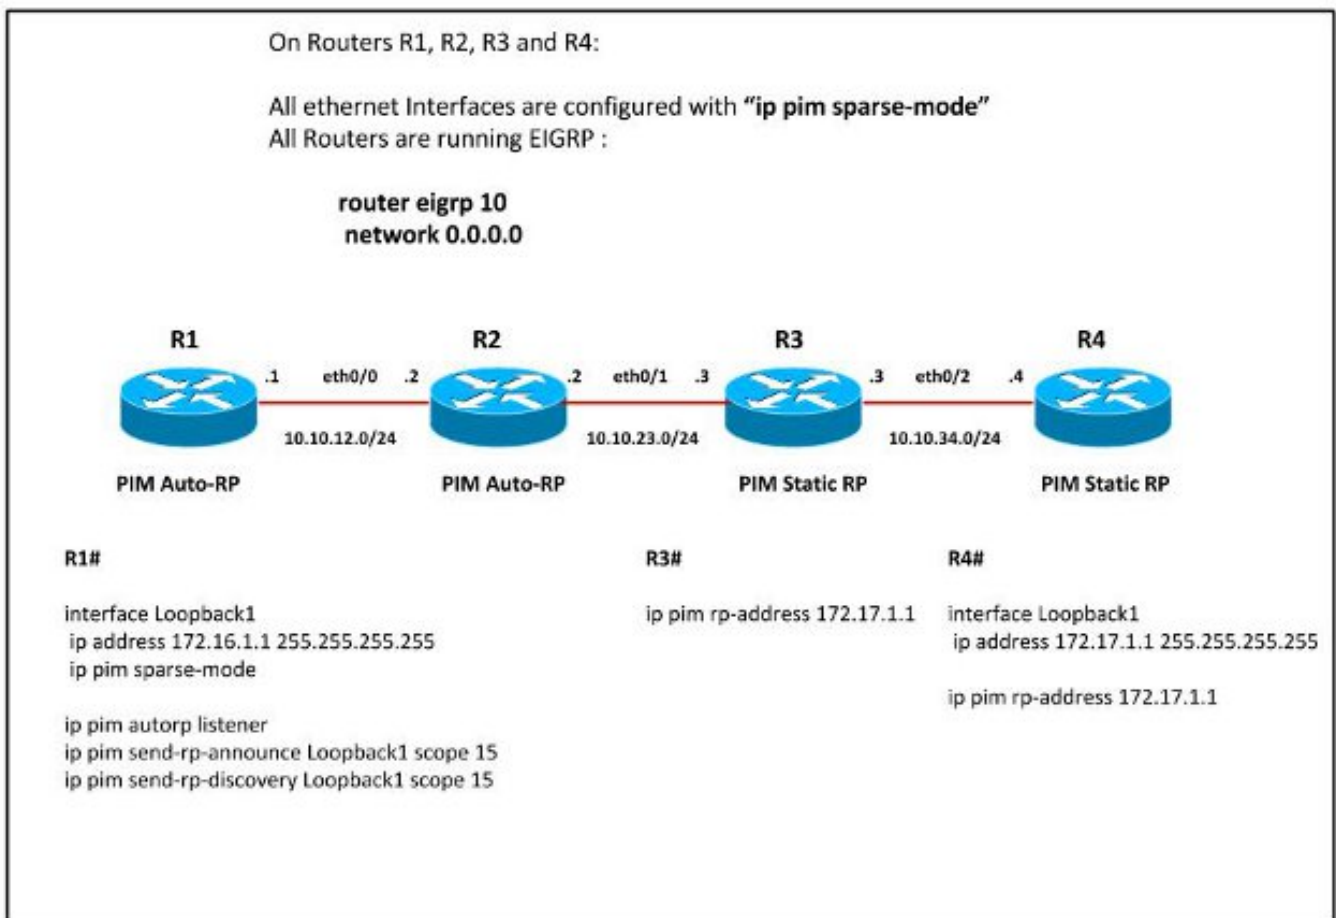 On Routers R1, R2, R3 and R4:
All ethernet Interfaces are configured with “ip pim sparse-mode”
All Routers are running EIGRP :
router eigrp 10
network 0.0.0.0
R1
R2
R3
R4
.1
eth0/0
.2
.2
eth0/1
.3
.3
eth0/2
.4
10.10.12.0/24
10.10.23.0/24
10.10.34.0/24
PIM Auto-RP
PIM Auto-RP
PIM Static RP
PIM Static RP
R1#
interface Loopback1
ip address 172.16.1.1 255.255.255.255
ip pim sparse-mode
ip pim autorp listener
ip pim send-rp-announce Loopback1 scope 15
ip pim send-rp-discovery Loopback1 scope 15
R3#
ip pim rp-address 172.17.1.1
R4#
interface Loopback1
ip address 172.17.1.1 255.255.255.255
ip pim rp-address 172.17.1.1